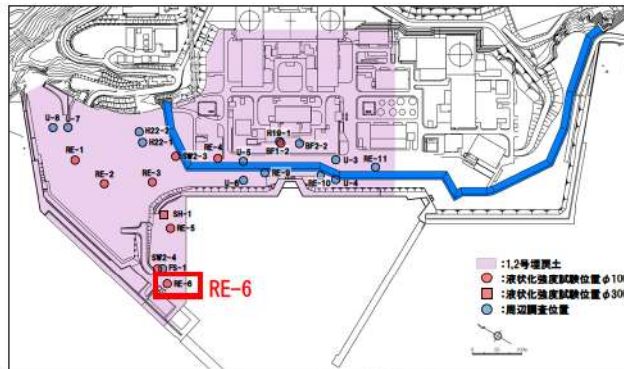 U-8 U-7
H22-2
H22-1
RE-1
SW2-3
RE-4
H19-1
BF1-2
BF2-2
U-5
U-3
RE-11
RE-2
RE-3
U-6
RE-9
RE-10
U-4
SH-1
RE-5
SW2-4
FS-1
RE-6
RE-6
:1,2号埋戻土
:液状化強度試験位置φ100
:液状化強度試験位置φ300
:周辺調査位置